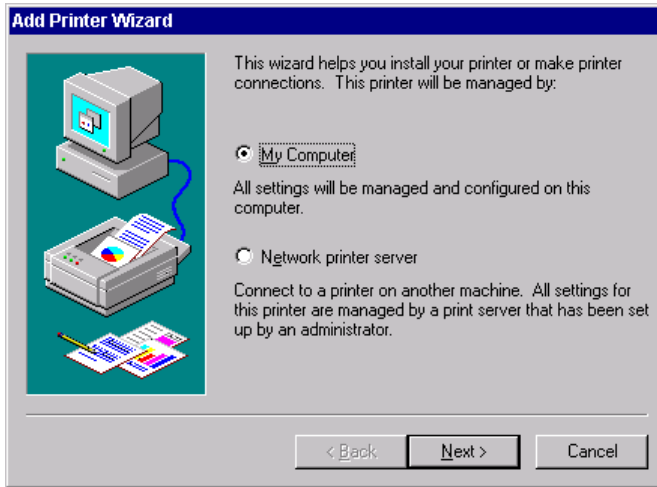 Add Printer Wizard
This wizard helps you install your printer or make printer
connections.  This printer will be managed by:
My Computer
All settings will be managed and configured on this
computer.
Network printer server
Connect to a printer on another machine.  All settings for
this printer are managed by a print server that has been set
up by an administrator.
< Back
Next >
Cancel